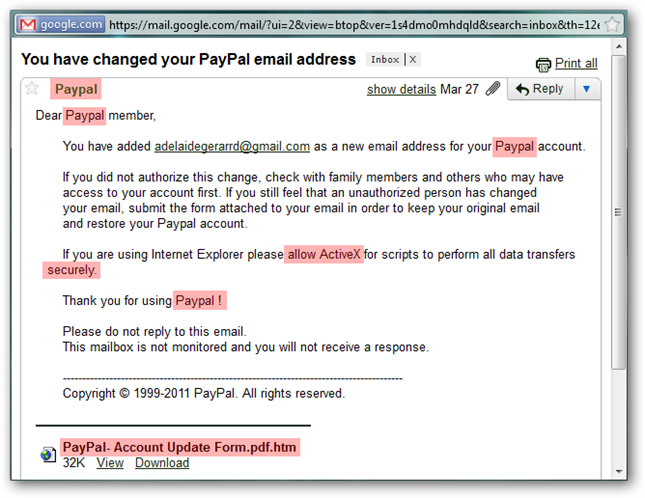 google.com https://mail.google.com/mail/?ui=2&view=btop&ver=1s4dmo0mhdqld&search=inbox&th=12e
You have changed your PayPal email address Inbox X
Print all
Paypal show details Mar 27 Reply
Dear Paypal member,
You have added adelaidegerarrd@gmail.com as a new email address for your Paypal account.
If you did not authorize this change, check with family members and others who may have
access to your account first. If you still feel that an unauthorized person has changed
your email, submit the form attached to your email in order to keep your original email
and restore your Paypal account.
If you are using Internet Explorer please allow ActiveX for scripts to perform all data transfers
securely.
Thank you for using Paypal !
Please do not reply to this email.
This mailbox is not monitored and you will not receive a response.
----------------------------------------------------------------------------------------
Copyright © 1999-2011 PayPal. All rights reserved.
PayPal- Account Update Form.pdf.htm
32K View Download